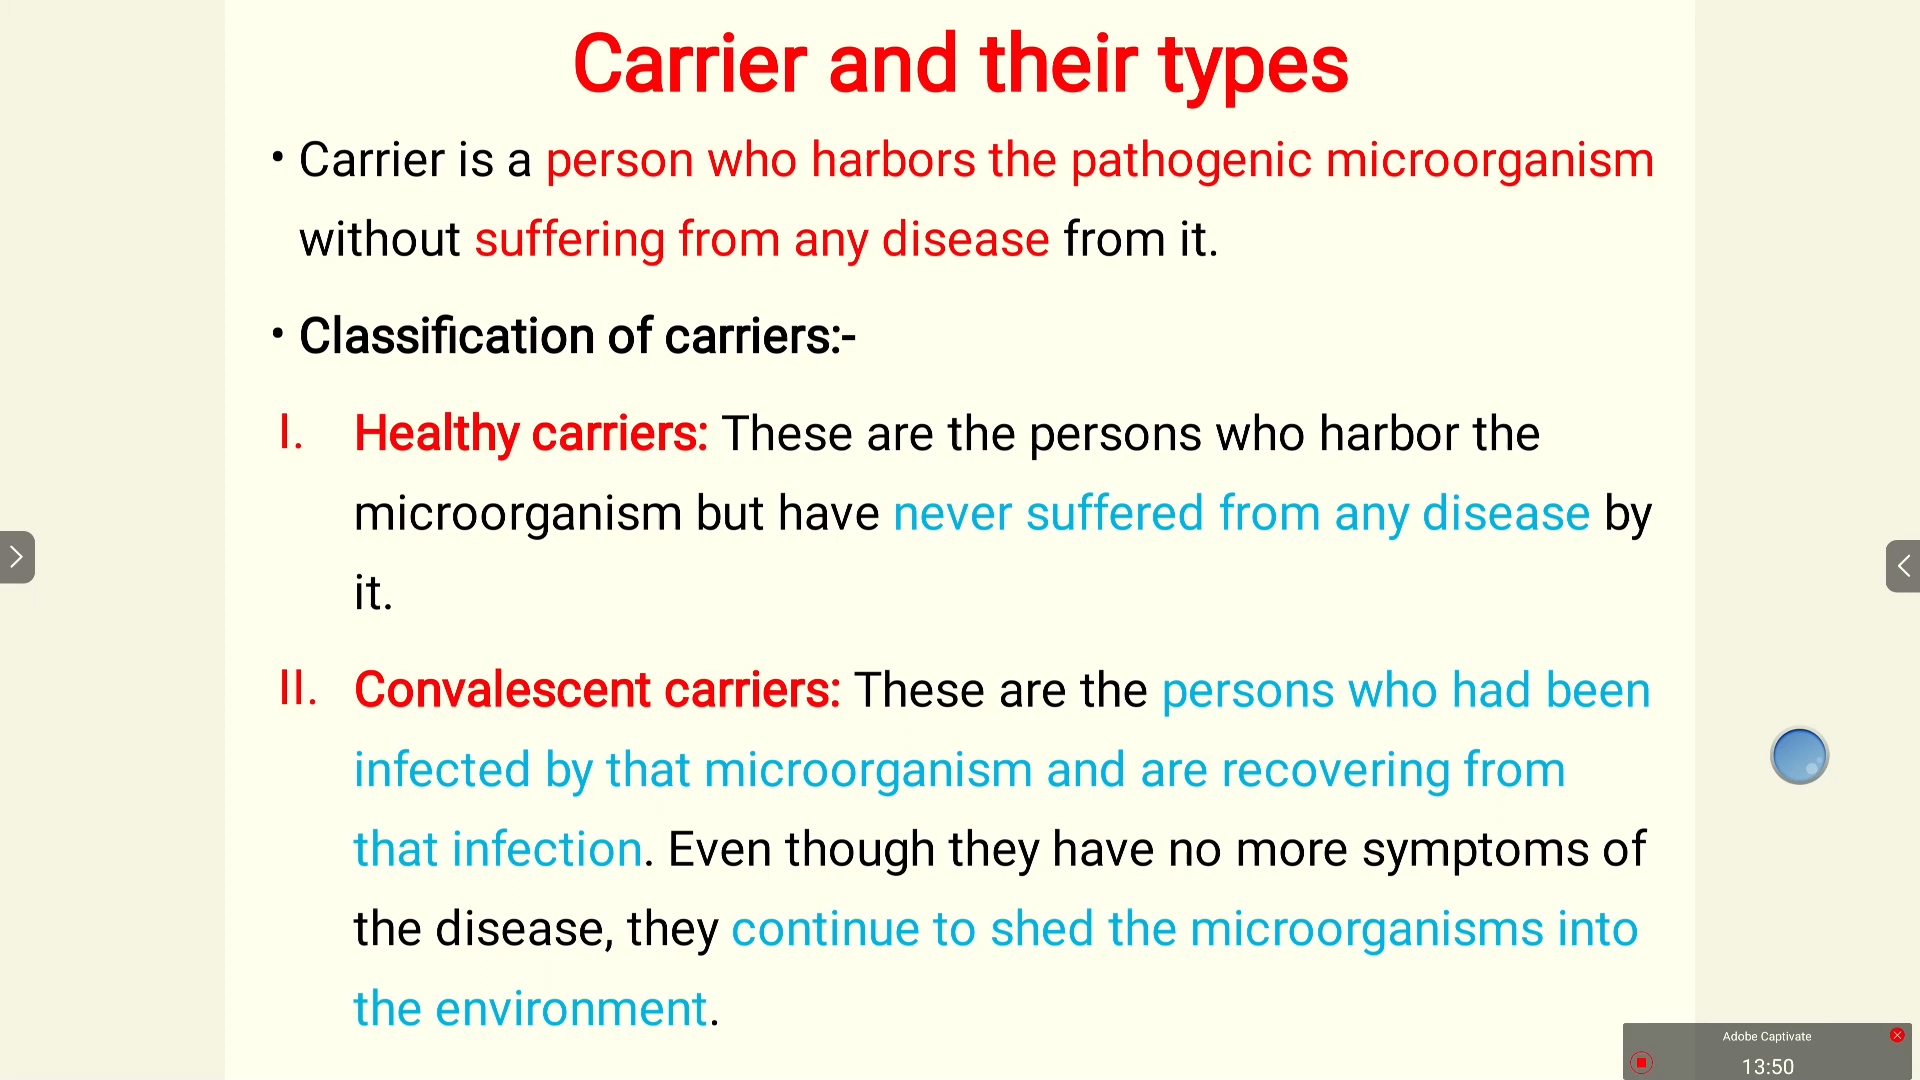 Carrier and their types
• Carrier is a person who harbors the pathogenic microorganism
without suffering from any disease from it.
• Classification of carriers:-
I. Healthy carriers: These are the persons who harbor the
microorganism but have never suffered from any disease by
it.
II. Convalescent carriers: These are the persons who had been
infected by that microorganism and are recovering from
that infection. Even though they have no more symptoms of
the disease, they continue to shed the microorganisms into
the environment.
Adobe Captivate
13:50